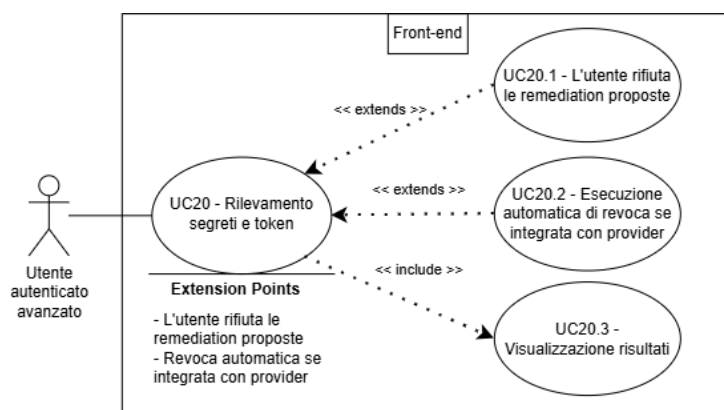 Front-end
UC20.1 - L'utente rifiuta
le remediation proposte
<< extends >>
UC20 - Rilevamento
segreti e token
<< extends >>
UC20.2 - Esecuzione
automatica di revoca se
integrata con provider
Utente
autenticato
avanzato
<< include >>
Extension Points
- L'utente rifiuta le
remediation proposte
- Revoca automatica se
integrata con provider
UC20.3 -
Visualizzazione risultati